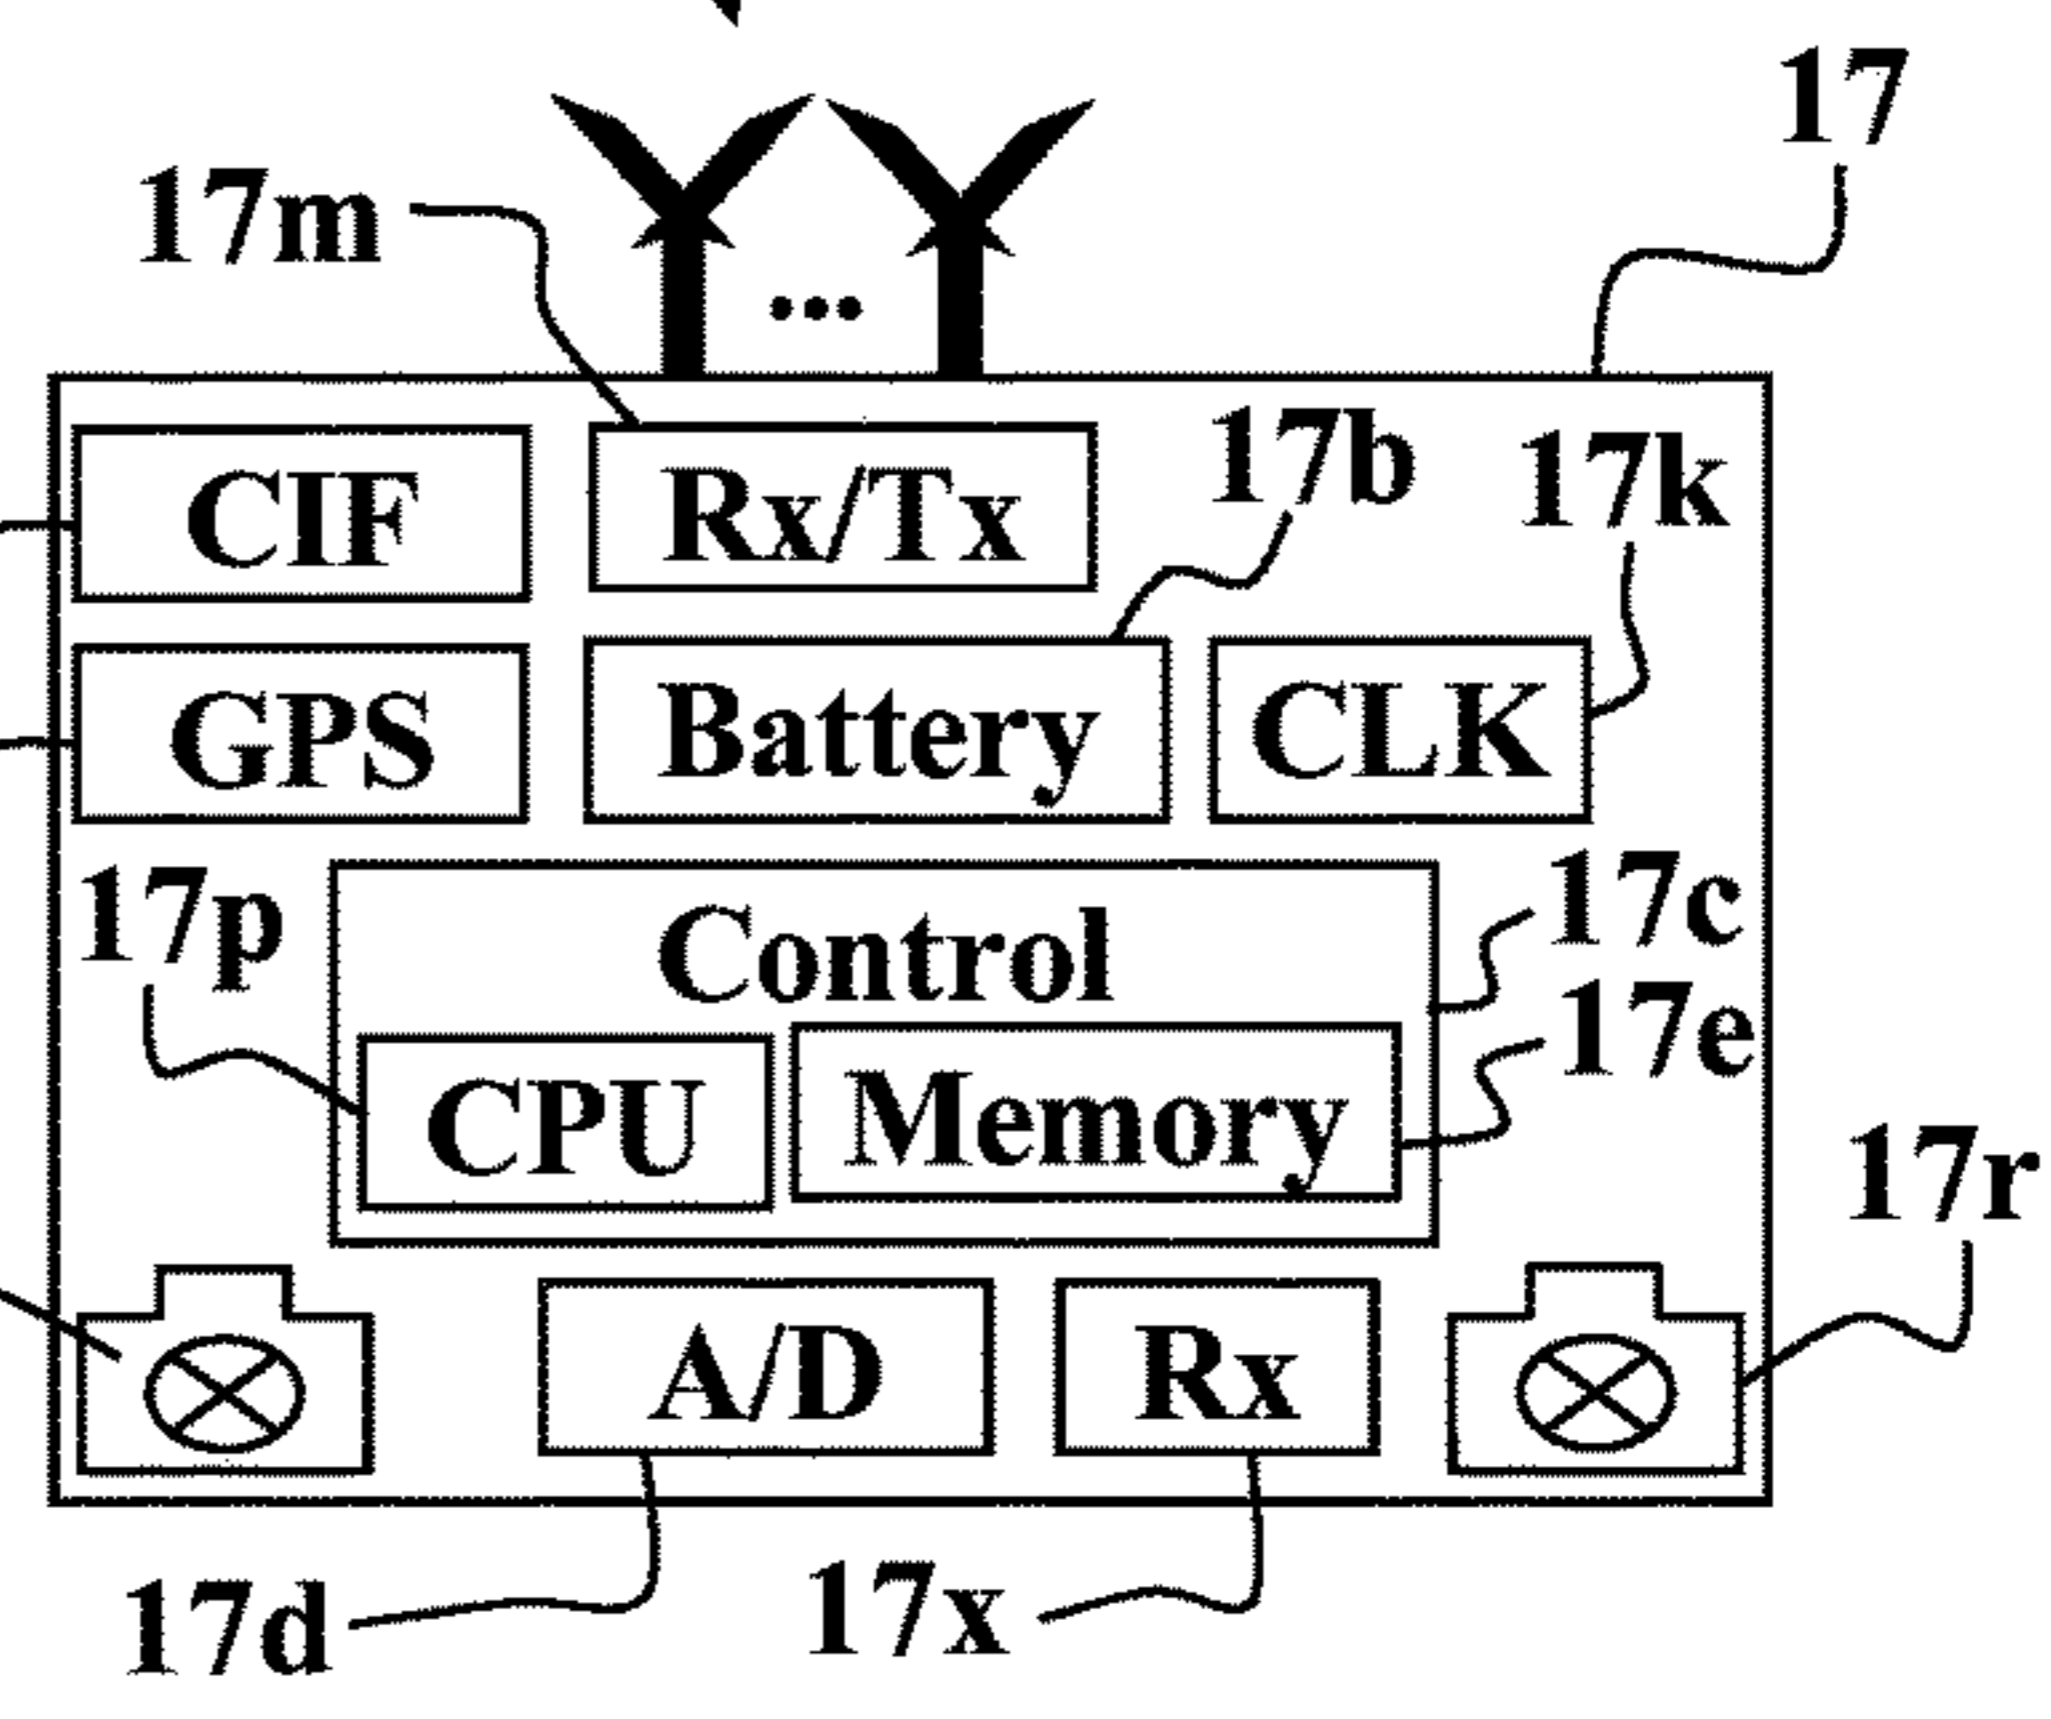 17
17m
17b
17k
CIF
Rx/Tx
GPS
Battery
CLK
17p
Control
17c
17e
CPU
Memory
17r
A/D
Rx
17d
17x